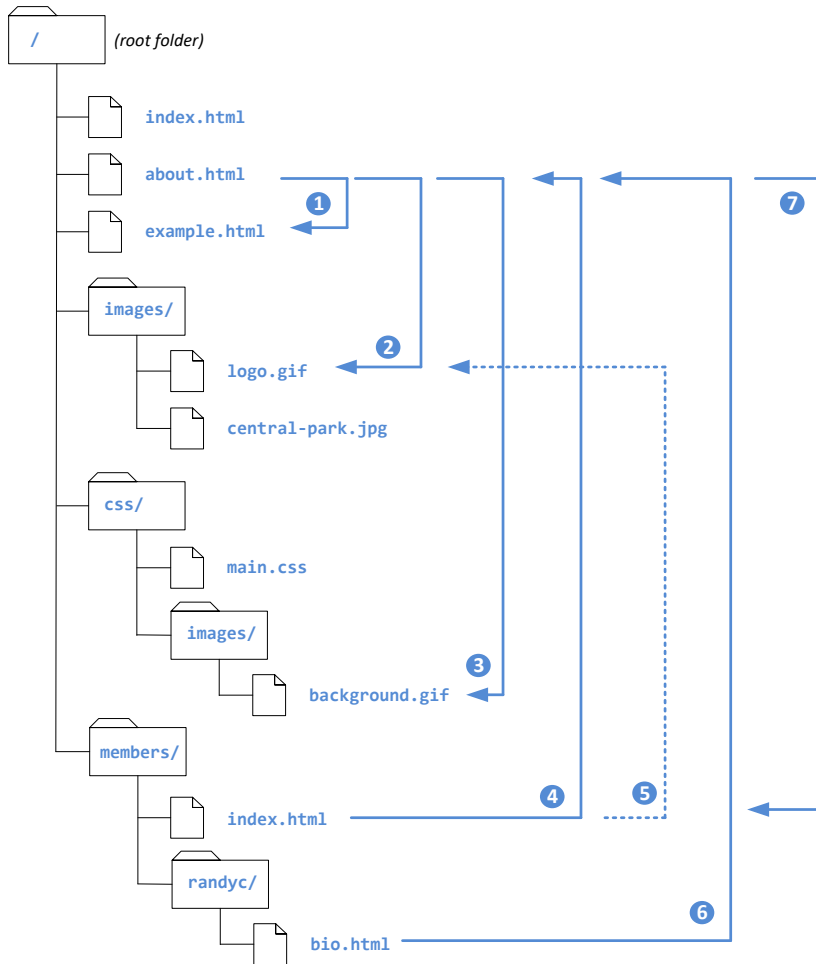 / (root folder)
index.html
about.html
7
1
example.html
images/
2
logo.gif
central-park.jpg
css/
main.css
images/
3
background.gif
members/
4
5
index.html
randyc/
6
bio.html